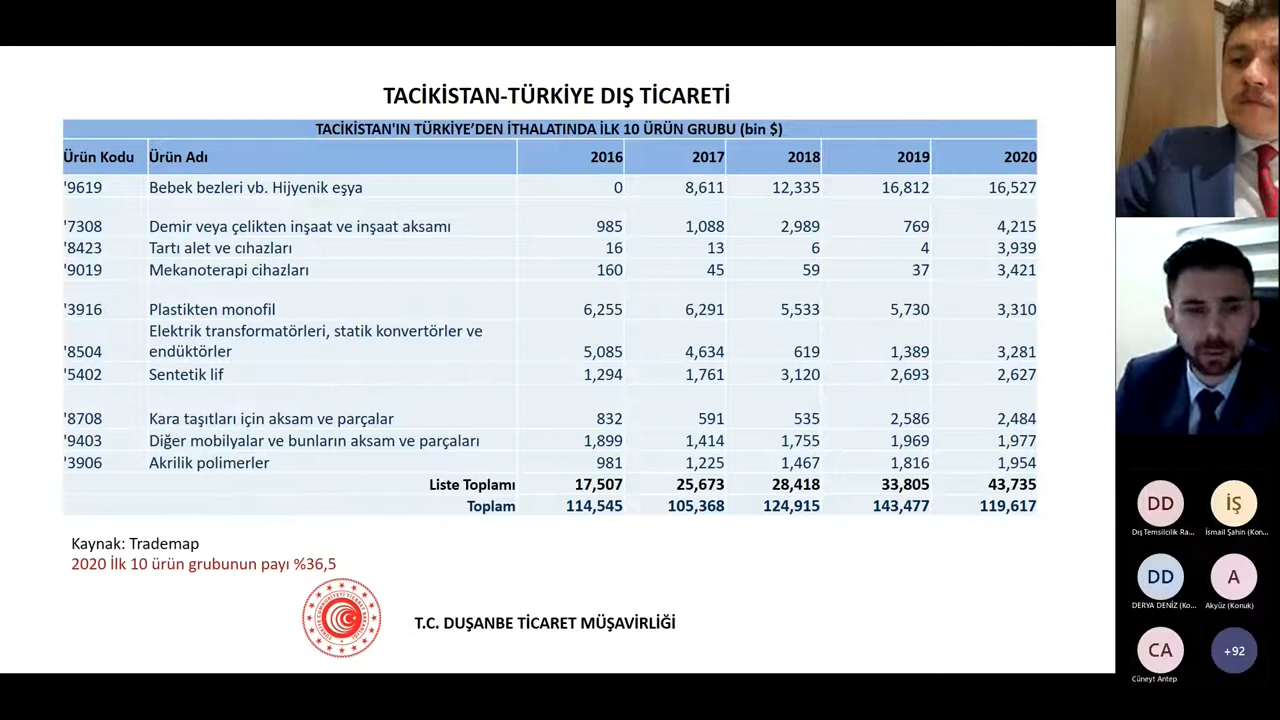 TACİKİSTAN-TÜRKİYE DIŞ TİCARETİ
TACİKİSTAN'IN TÜRKİYE’DEN İTHALATINDA İLK 10 ÜRÜN GRUBU (bin $)
Ürün Kodu Ürün Adı 2016 2017 2018 2019 2020
'9619 Bebek bezleri vb. Hijyenik eşya 0 8,611 12,335 16,812 16,527
'7308 Demir veya çelikten inşaat ve inşaat aksamı 985 1,088 2,989 769 4,215
'8423 Tartı alet ve cıhazları 16 13 6 4 3,939
'9019 Mekanoterapi cihazları 160 45 59 37 3,421
'3916 Plastikten monofil 6,255 6,291 5,533 5,730 3,310
Elektrik transformatörleri, statik konvertörler ve
'8504 endüktörler 5,085 4,634 619 1,389 3,281
'5402 Sentetik lif 1,294 1,761 3,120 2,693 2,627
'8708 Kara taşıtları için aksam ve parçalar 832 591 535 2,586 2,484
'9403 Diğer mobilyalar ve bunların aksam ve parçaları 1,899 1,414 1,755 1,969 1,977
'3906 Akrilik polimerler 981 1,225 1,467 1,816 1,954
Liste Toplamı 17,507 25,673 28,418 33,805 43,735
Toplam 114,545 105,368 124,915 143,477 119,617
Kaynak: Trademap
2020 İlk 10 ürün grubunun payı %36,5
T.C. DUŞANBE TİCARET MÜŞAVİRLİĞİ
DD İŞ
Dış Temsilcilik Ra... İsmail Şahin (Kon...
DD A
DERYA DENİZ (Ko... Akyüz (Konuk)
CA +92
Cüneyt Antep